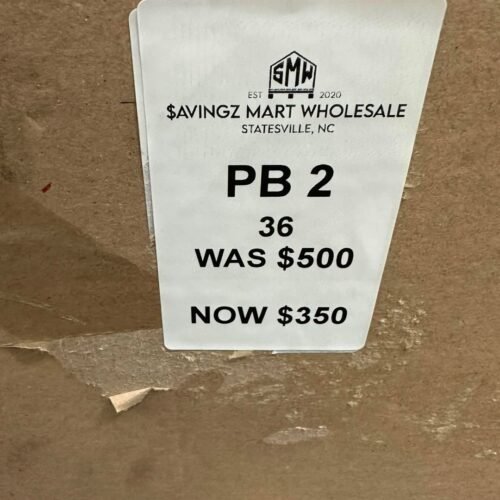 SMW
EST 2020
$AVINGZ MART WHOLESALE
STATESVILLE, NC
PB 2
36
WAS $500
NOW $350